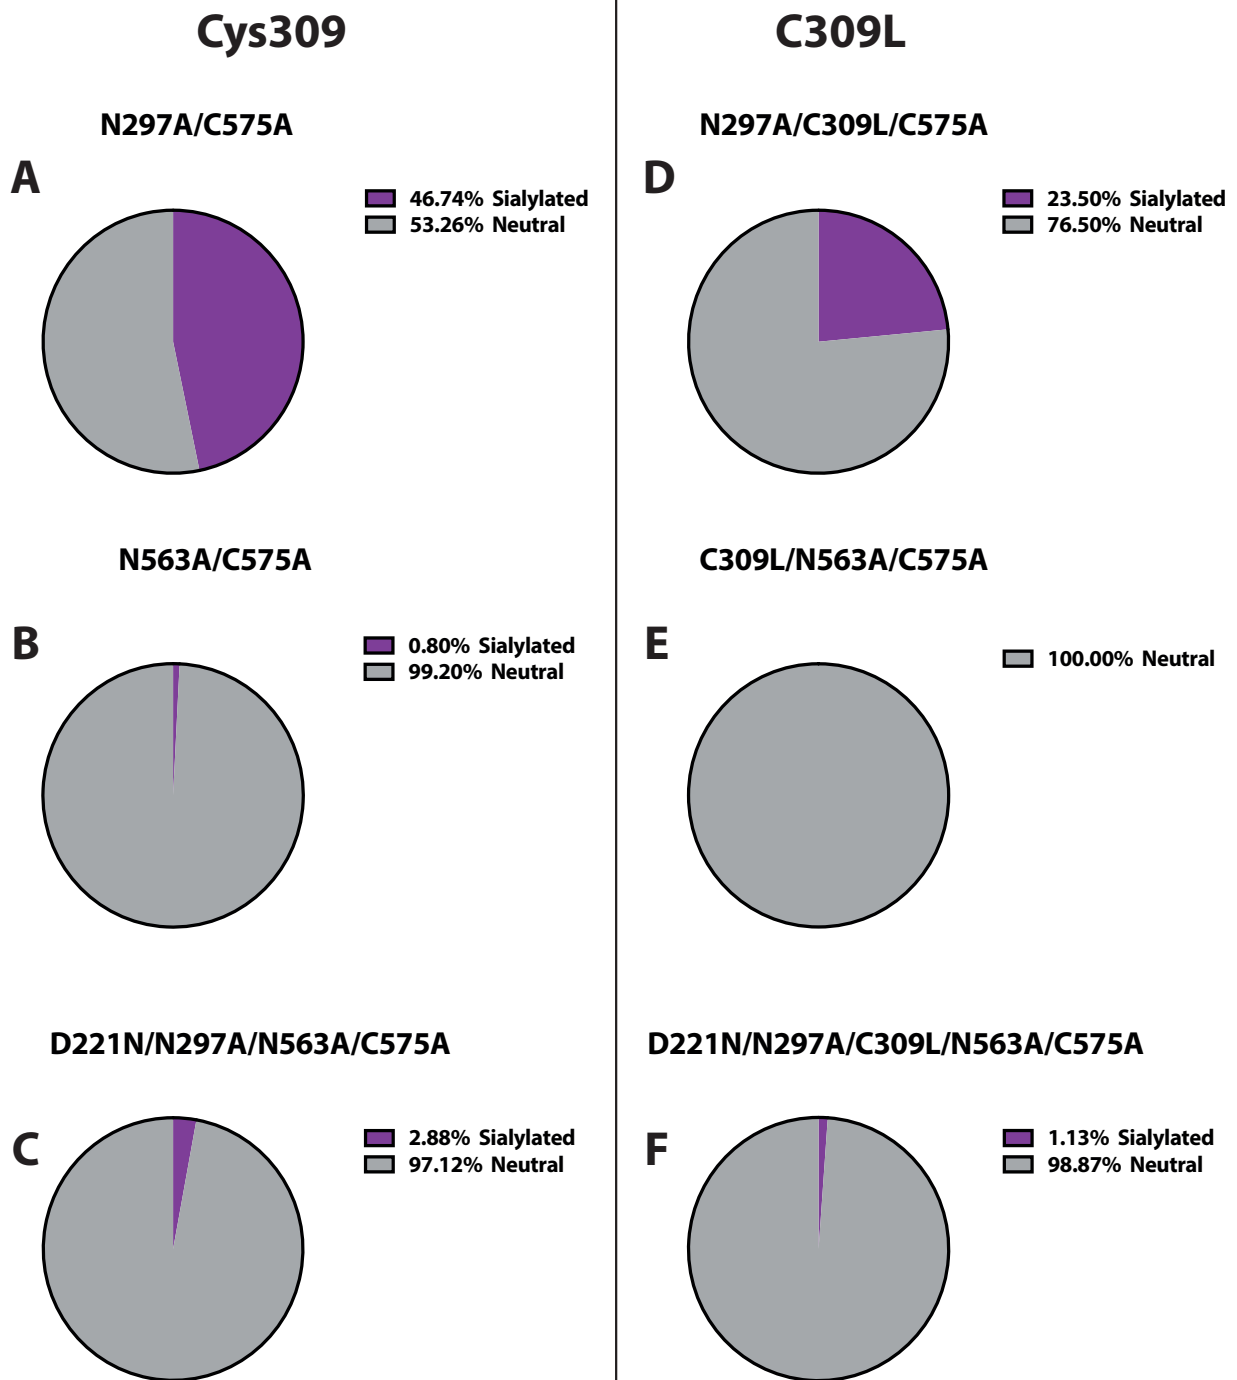 Cys309
N297A/C575A
A
46.74% Sialylated
53.26% Neutral
N563A/C575A
B
0.80% Sialylated
99.20% Neutral
D221N/N297A/N563A/C575A
C
2.88% Sialylated
97.12% Neutral
C309L
N297A/C309L/C575A
D
23.50% Sialylated
76.50% Neutral
C309L/N563A/C575A
E
100.00% Neutral
D221N/N297A/C309L/N563A/C575A
F
1.13% Sialylated
98.87% Neutral